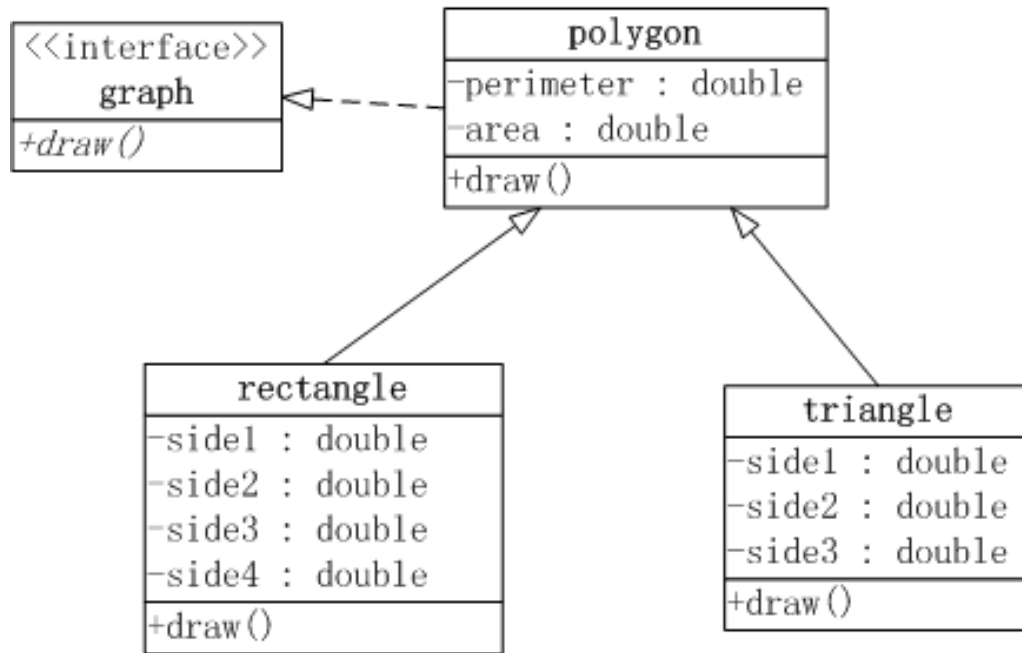 <<interface>>
graph
+draw()
polygon
-perimeter : double
-area : double
+draw()
rectangle
-side1 : double
-side2 : double
-side3 : double
-side4 : double
+draw()
triangle
-side1 : double
-side2 : double
-side3 : double
+draw()